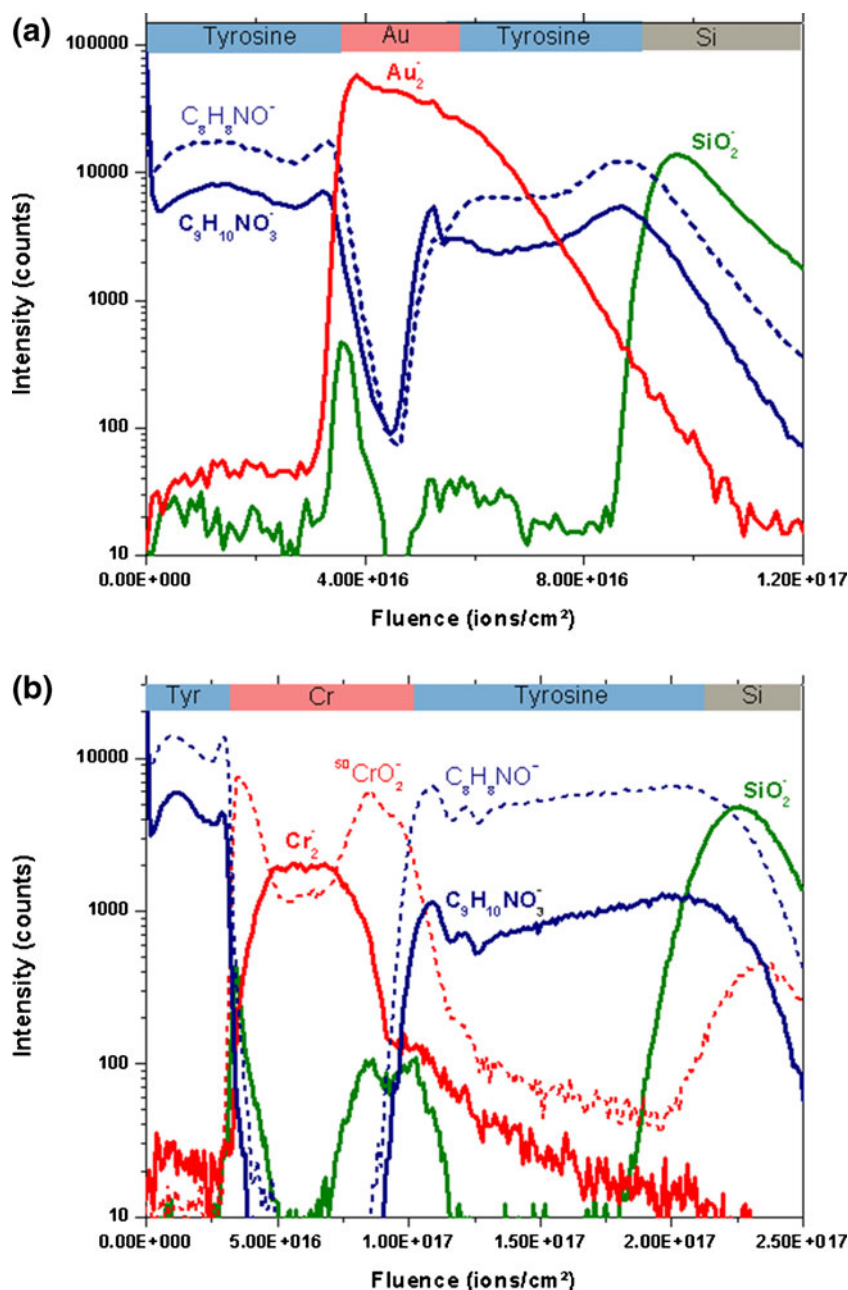 (a)
Tyrosine Au Tyrosine Si
100000
Au₂⁻
C₈H₈NO⁻
SiO₂⁻
10000
C₉H₁₀NO₃⁻
1000
100
10
Intensity (counts)
0.00E+000 4.00E+016 8.00E+016 1.20E+017
Fluence (ions/cm²)
(b)
Tyr Cr Tyrosine Si
10000
⁵⁰CrO₂⁻
C₈H₈NO⁻
SiO₂⁻
Cr₂⁻
1000
C₉H₁₀NO₃⁻
100
10
Intensity (counts)
0.00E+000 5.00E+016 1.00E+017 1.50E+017 2.00E+017 2.50E+017
Fluence (ions/cm²)